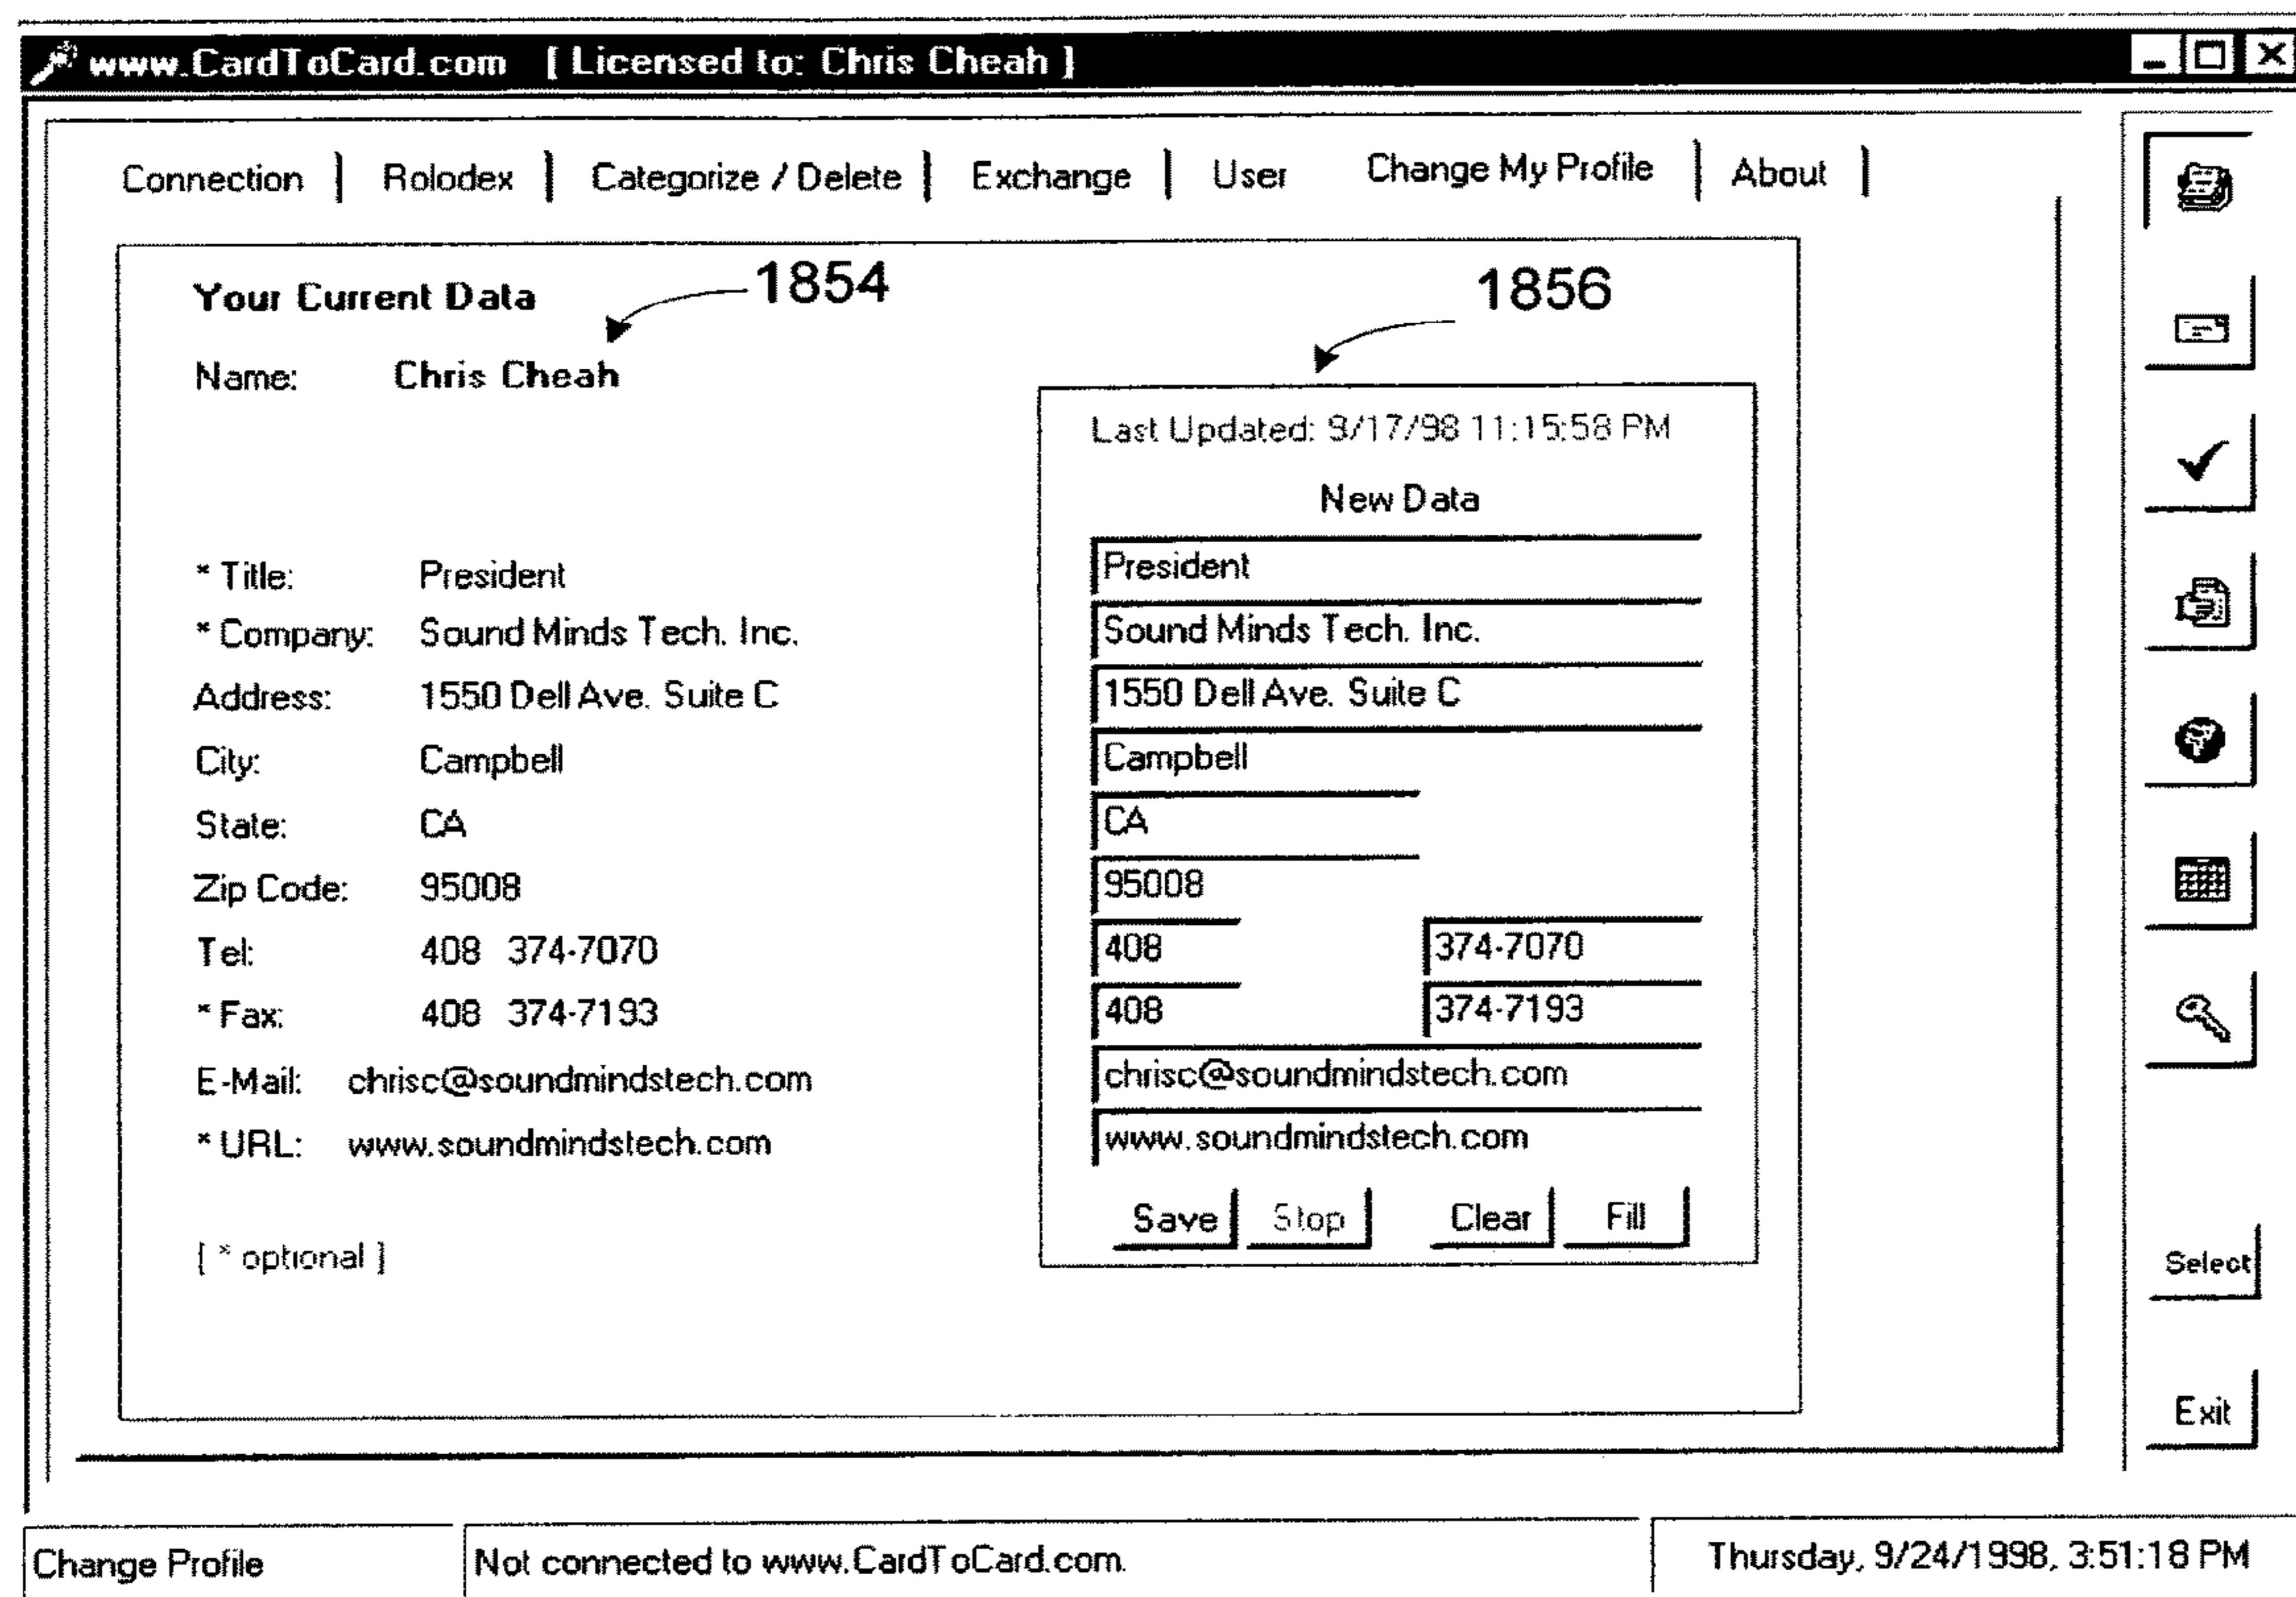 www.CardToCard.com [ Licensed to: Chris Cheah ]
Connection Rolodex Categorize / Delete Exchange User Change My Profile About
Your Current Data 1854 1856
Name: Chris Cheah
Last Updated: 9/17/98 11:15:58 PM
New Data
* Title: President President
* Company: Sound Minds Tech. Inc. Sound Minds Tech. Inc.
Address: 1550 Dell Ave. Suite C 1550 Dell Ave. Suite C
City: Campbell Campbell
State: CA CA
Zip Code: 95008 95008
Tel: 408 374-7070 408 374-7070
* Fax: 408 374-7193 408 374-7193
E-Mail: chrisc@soundmindstech.com chrisc@soundmindstech.com
* URL: www.soundmindstech.com www.soundmindstech.com
Save Stop Clear Fill
[ * optional ]
Select
Exit
Change Profile Not connected to www.CardToCard.com. Thursday, 9/24/1998, 3:51:18 PM